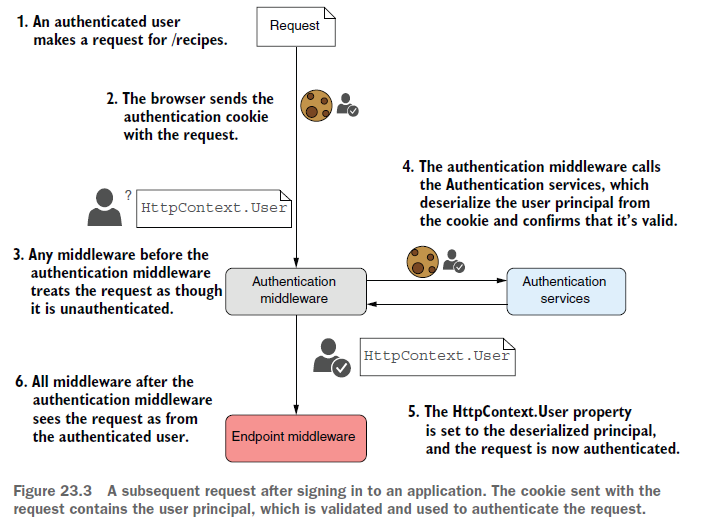 1. An authenticated user
makes a request for /recipes.
Request
2. The browser sends the
authentication cookie
with the request.
?
HttpContext.User
3. Any middleware before the
authentication middleware
treats the request as though
it is unauthenticated.
4. The authentication middleware calls
the Authentication services, which
deserialize the user principal from
the cookie and confirms that it's valid.
Authentication
middleware
Authentication
services
HttpContext.User
5. The HttpContext.User property
is set to the deserialized principal,
and the request is now authenticated.
6. All middleware after the
authentication middleware
sees the request as from
the authenticated user.
Endpoint middleware
Figure 23.3 A subsequent request after signing in to an application. The cookie sent with the
request contains the user principal, which is validated and used to authenticate the request.